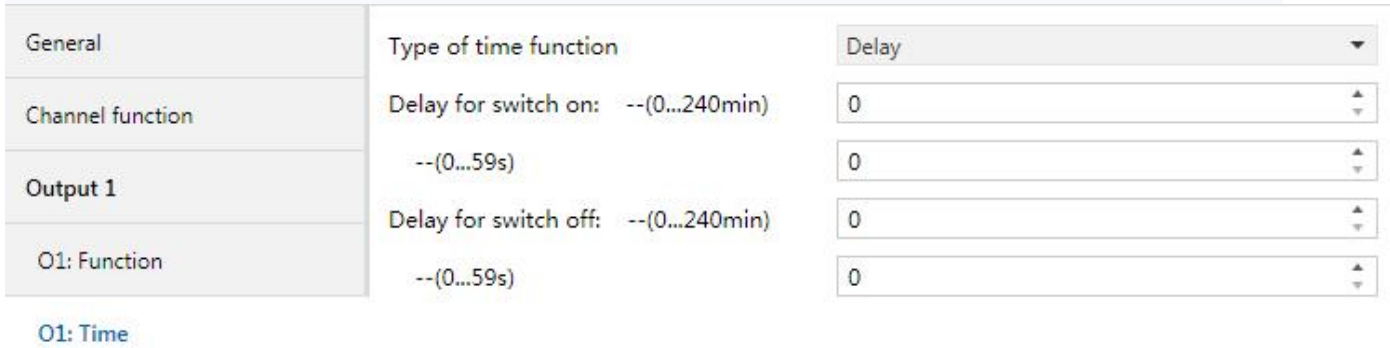 General
Channel function
Output 1
O1: Function
O1: Time
Type of time function Delay
Delay for switch on: --(0...240min) 0
--(0...59s) 0
Delay for switch off: --(0...240min) 0
--(0...59s) 0